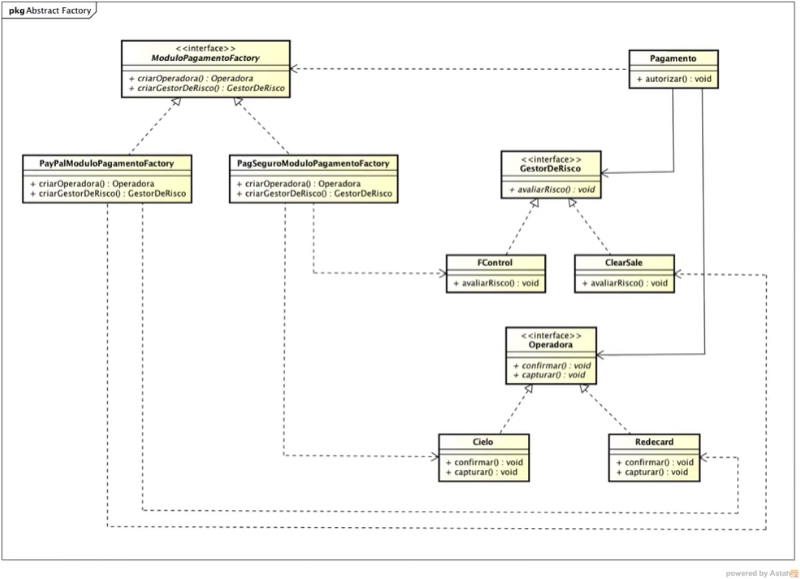 pkg Abstract Factory
<<interface>>
ModuloPagamentoFactory
+ criarOperadora() : Operadora
+ criarGestorDeRisco() : GestorDeRisco
Pagamento
+ autorizar() : void
PayPalModuloPagamentoFactory
+ criarOperadora() : Operadora
+ criarGestorDeRisco() : GestorDeRisco
PagSeguroModuloPagamentoFactory
+ criarOperadora() : Operadora
+ criarGestorDeRisco() : GestorDeRisco
<<interface>>
GestorDeRisco
+ avaliarRisco() : void
FControl
+ avaliarRisco() : void
ClearSale
+ avaliarRisco() : void
<<interface>>
Operadora
+ confirmar() : void
+ capturar() : void
Cielo
+ confirmar() : void
+ capturar() : void
Redecard
+ confirmar() : void
+ capturar() : void
powered by Astah